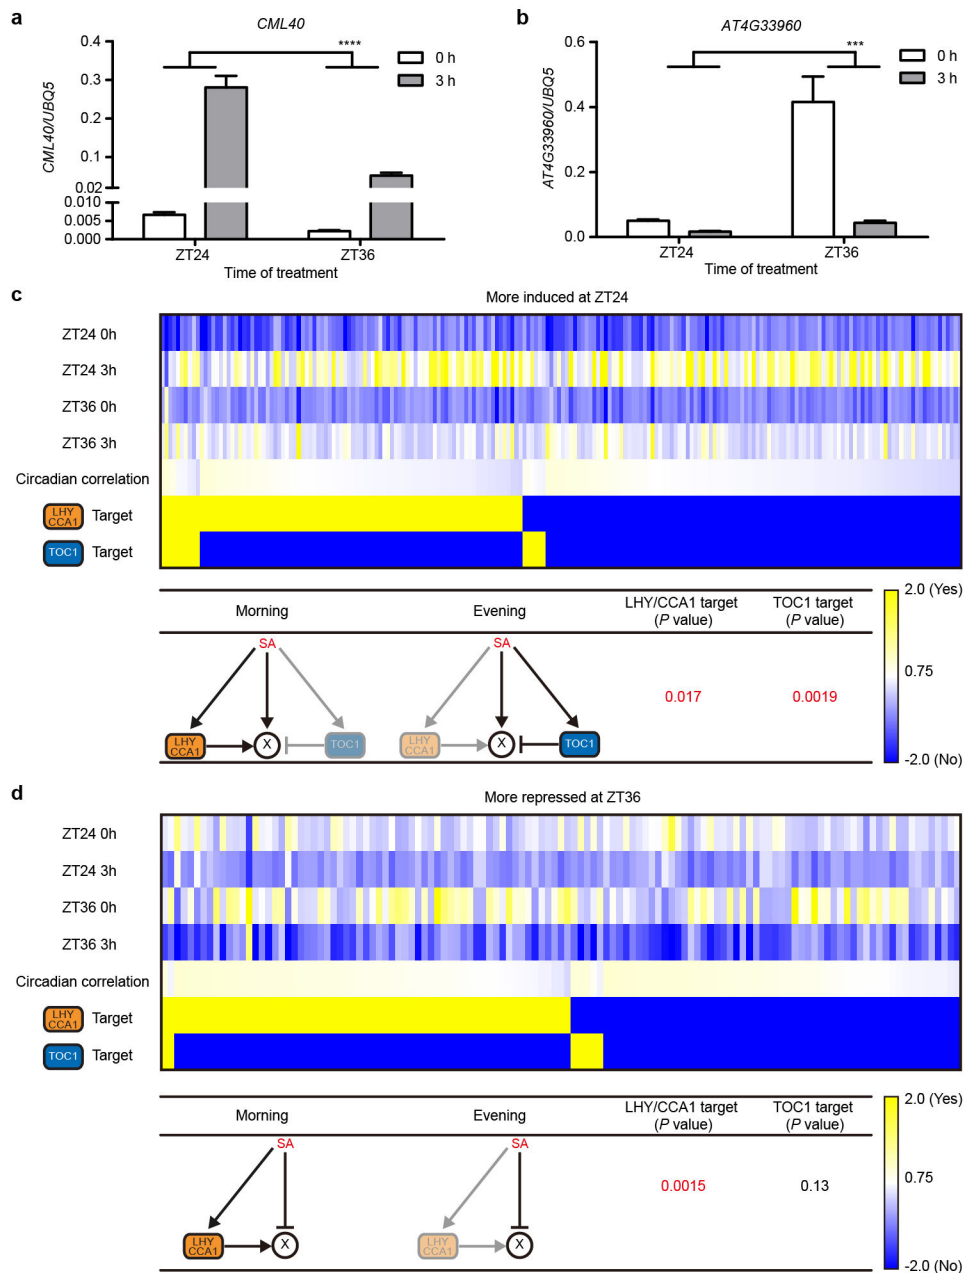 a
CML40
****
0 h
3 h
CML40/UBQ5
0.4
0.3
0.2
0.1
0.02
0.010
0.005
0.000
ZT24
ZT36
Time of treatment
b
AT4G33960
***
0 h
3 h
AT4G33960/UBQ5
0.6
0.4
0.2
0.0
ZT24
ZT36
Time of treatment
c
More induced at ZT24
ZT24 0h
ZT24 3h
ZT36 0h
ZT36 3h
Circadian correlation
LHY
CCA1
Target
TOC1
Target
Morning
Evening
LHY/CCA1 target
(P value)
TOC1 target
(P value)
SA
LHY
CCA1
X
TOC1
SA
LHY
CCA1
X
TOC1
0.017
0.0019
2.0 (Yes)
0.75
-2.0 (No)
d
More repressed at ZT36
ZT24 0h
ZT24 3h
ZT36 0h
ZT36 3h
Circadian correlation
LHY
CCA1
Target
TOC1
Target
Morning
Evening
LHY/CCA1 target
(P value)
TOC1 target
(P value)
SA
LHY
CCA1
X
SA
LHY
CCA1
X
0.0015
0.13
2.0 (Yes)
0.75
-2.0 (No)